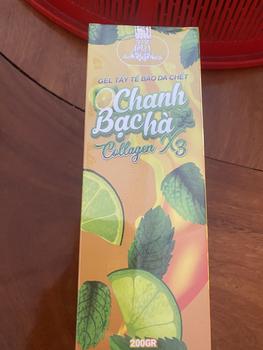 GEL TẨY TẾ BÀO DA CHẾT
Chanh
Bạc hà
Collagen X3
200GR